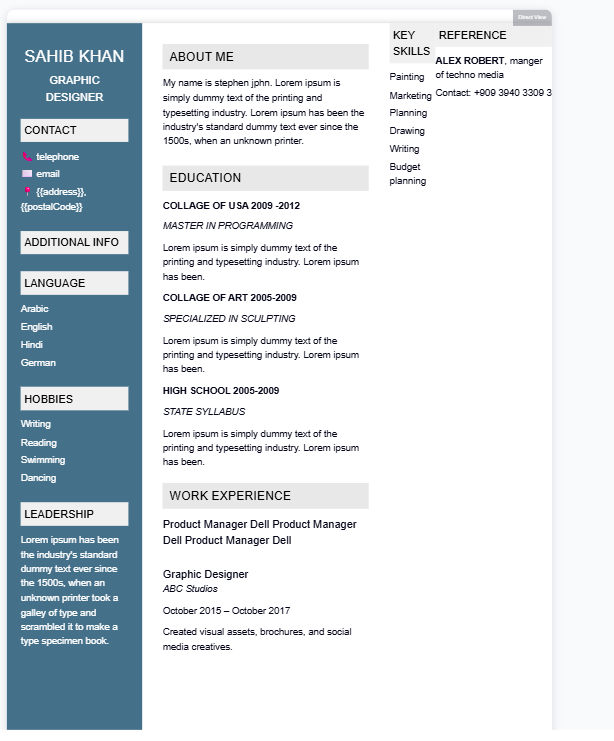 Direct View
SAHIB KHAN
GRAPHIC
DESIGNER
CONTACT
telephone
email
{{address}},
{{postalCode}}
ADDITIONAL INFO
LANGUAGE
Arabic
English
Hindi
German
HOBBIES
Writing
Reading
Swimming
Dancing
LEADERSHIP
Lorem ipsum has been
the industry's standard
dummy text ever since
the 1500s, when an
unknown printer took a
galley of type and
scrambled it to make a
type specimen book.
ABOUT ME
My name is stephen jphn. Lorem ipsum is
simply dummy text of the printing and
typesetting industry. Lorem ipsum has been the
industry's standard dummy text ever since the
1500s, when an unknown printer.
EDUCATION
COLLAGE OF USA 2009 -2012
MASTER IN PROGRAMMING
Lorem ipsum is simply dummy text of the
printing and typesetting industry. Lorem ipsum
has been.
COLLAGE OF ART 2005-2009
SPECIALIZED IN SCULPTING
Lorem ipsum is simply dummy text of the
printing and typesetting industry. Lorem ipsum
has been.
HIGH SCHOOL 2005-2009
STATE SYLLABUS
Lorem ipsum is simply dummy text of the
printing and typesetting industry. Lorem ipsum
has been.
WORK EXPERIENCE
Product Manager Dell Product Manager
Dell Product Manager Dell
Graphic Designer
ABC Studios
October 2015 – October 2017
Created visual assets, brochures, and social
media creatives.
KEY
SKILLS
Painting
Marketing
Planning
Drawing
Writing
Budget
planning
REFERENCE
ALEX ROBERT, manger
of techno media
Contact: +909 3940 3309 3